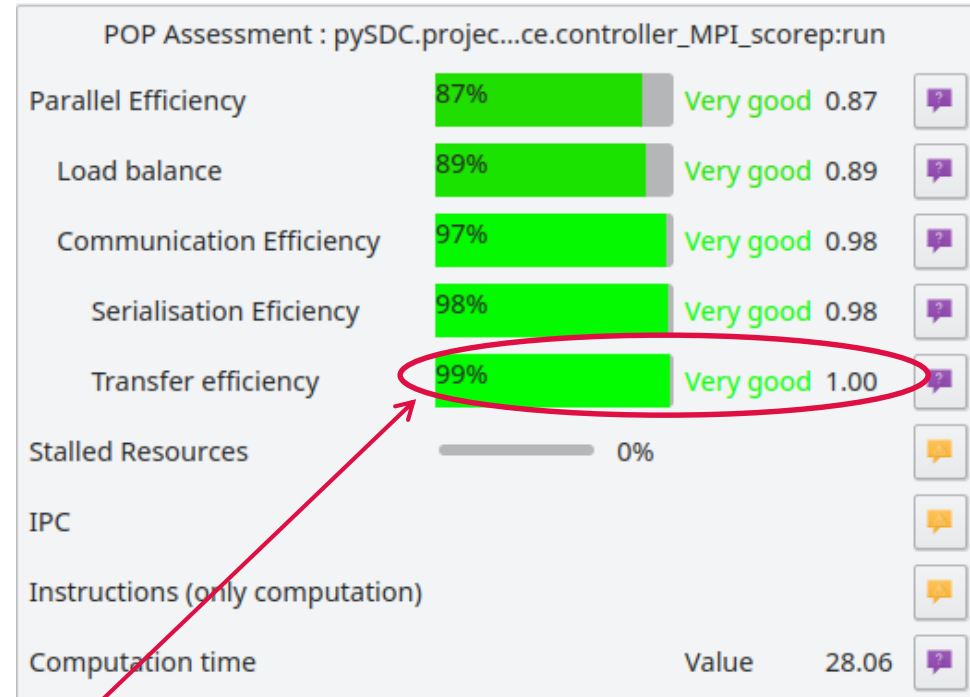 POP Assessment : pySDC.projec...ce.controller_MPI_scorep:run
Parallel Efficiency 87% Very good 0.87
Load balance 89% Very good 0.89
Communication Efficiency 97% Very good 0.98
Serialisation Eficiency 98% Very good 0.98
Transfer efficiency 99% Very good 1.00
Stalled Resources 0%
IPC
Instructions (only computation)
Computation time Value 28.06